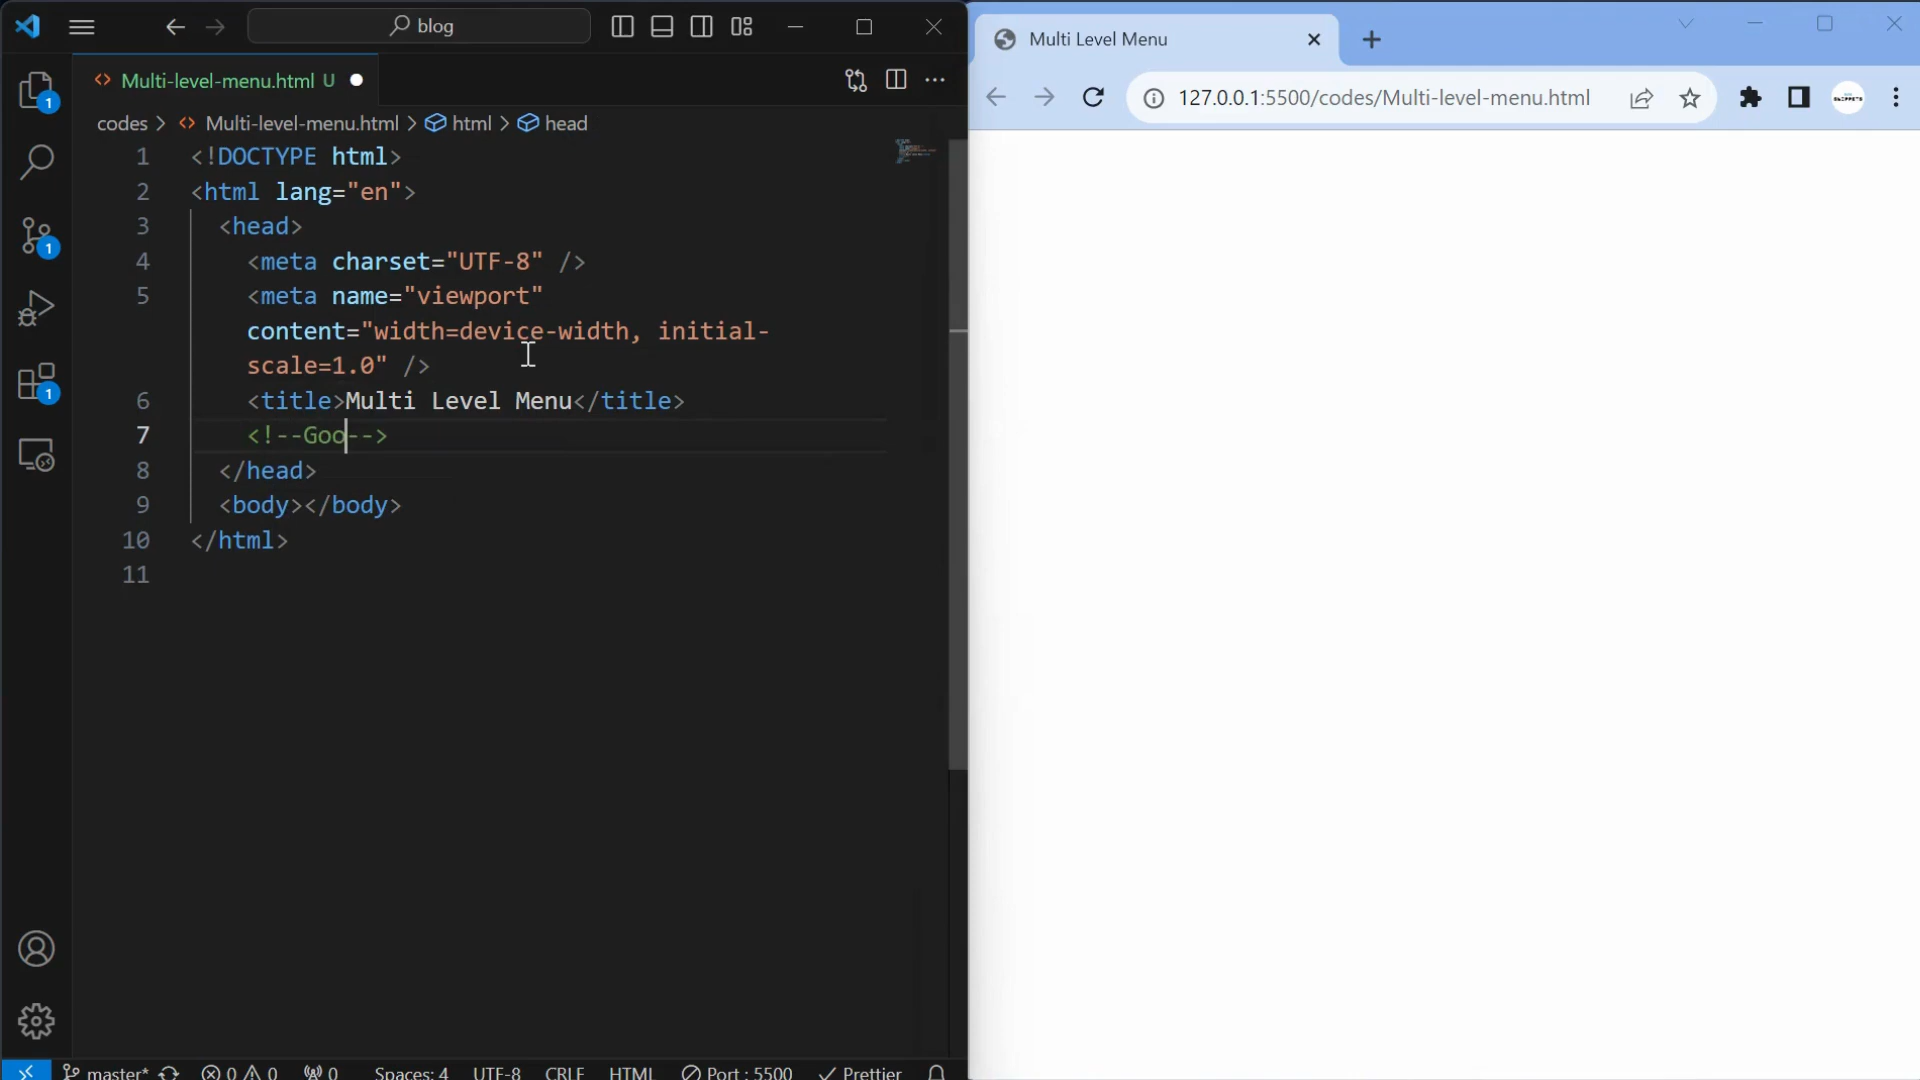 blog
Multi-level-menu.html U
codes > Multi-level-menu.html > html > head
1 <!DOCTYPE html>
2 <html lang="en">
3 <head>
4 <meta charset="UTF-8" />
5 <meta name="viewport"
content="width=device-width, initial-
scale=1.0" />
6 <title>Multi Level Menu</title>
7 <!--Goo-->
8 </head>
9 <body></body>
10 </html>
11
1
1
1
master* 0 0 0 Spaces: 4 UTF-8 CRLF HTML Port : 5500 Prettier
Multi Level Menu
127.0.0.1:5500/codes/Multi-level-menu.html